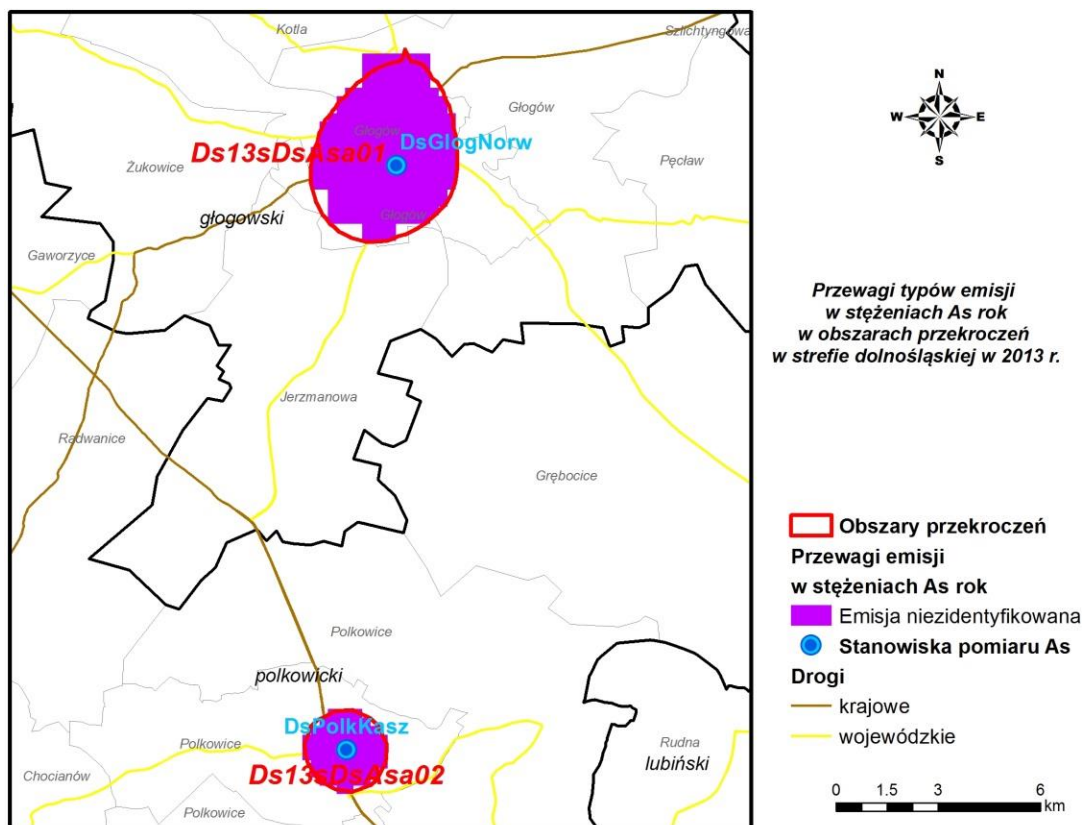 Kotla
Szlichtyngowa
Głogów
Głogów
DsGlogNorw
Ds13sDsAsa01
Żukowice
Pęcław
głogowski
Głogów
Gaworzyce
Jerzmanowa
Radwanice
Grębocice
Polkowice
polkowicki
DsPolkKasz
Polkowice
Rudna
lubiński
Chocianów
Ds13sDsAsa02
Polkowice
N
W E
S
Przewagi typów emisji
w stężeniach As rok
w obszarach przekroczeń
w strefie dolnośląskiej w 2013 r.
Obszary przekroczeń
Przewagi emisji
w stężeniach As rok
Emisja niezidentyfikowana
Stanowiska pomiaru As
Drogi
krajowe
wojewódzkie
0 1.5 3 6
km